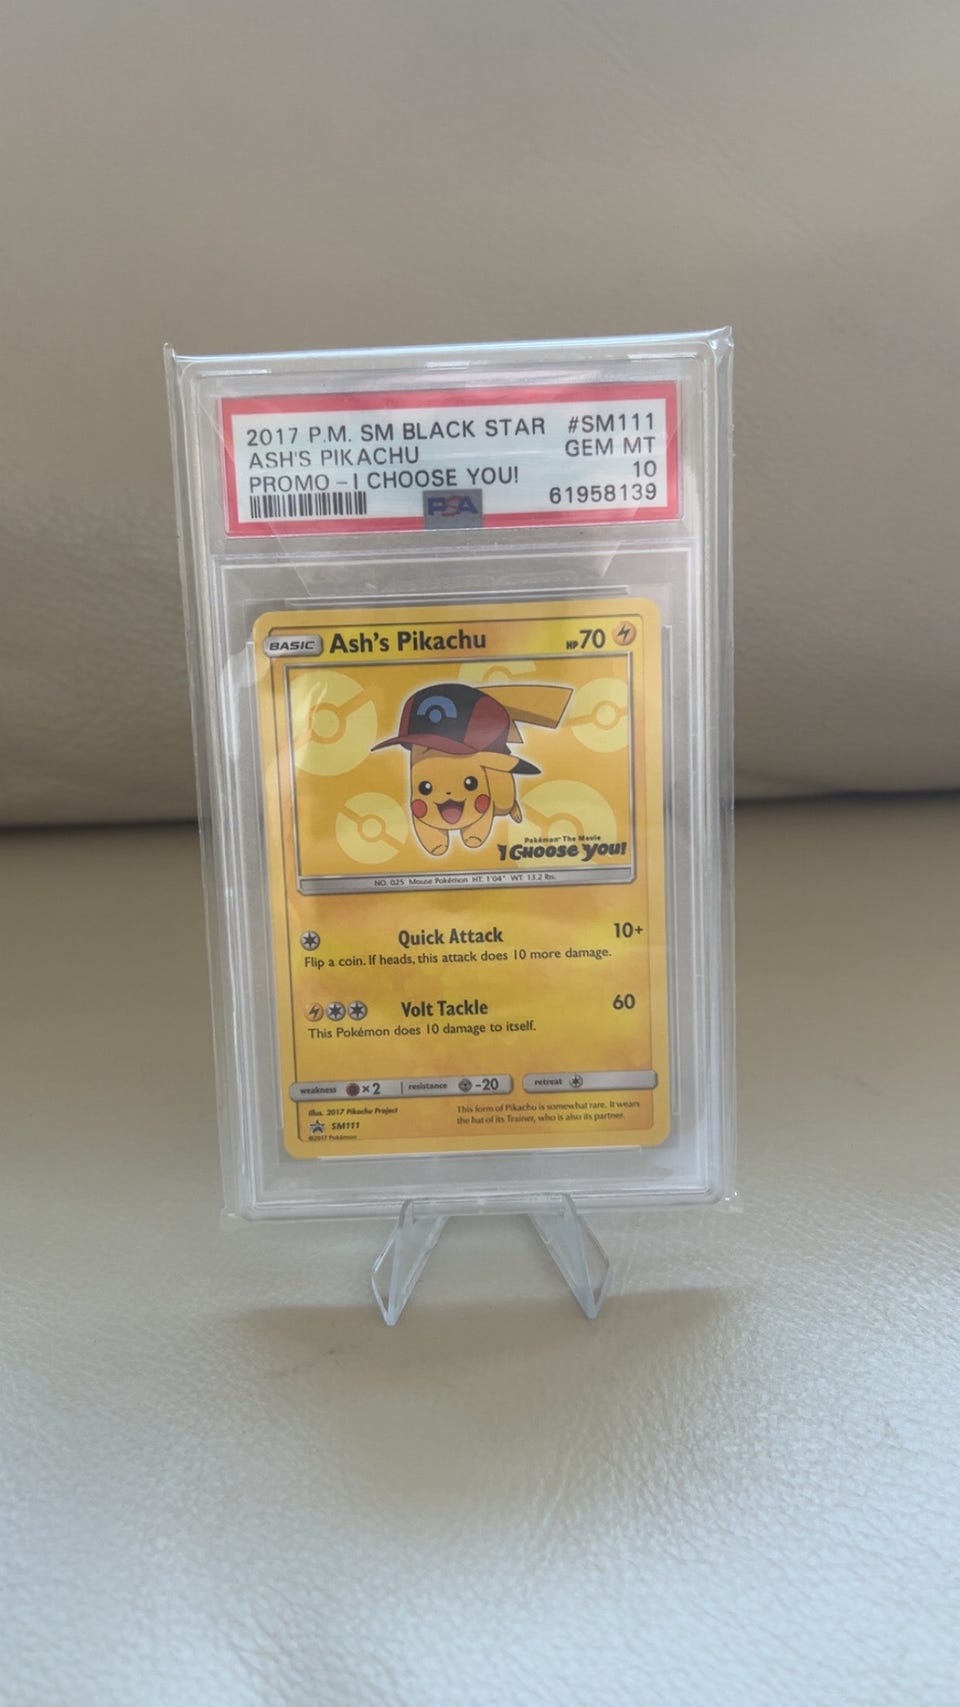 2017 P.M. SM BLACK STAR #SM111
ASH'S PIKACHU GEM MT
PROMO - I CHOOSE YOU! 10
PSA 61958139
BASIC Ash's Pikachu HP 70
Pokémon The Movie
I Choose You!
NO. 025 Mouse Pokémon HT: 1'04" WT: 13.2 lbs.
Quick Attack 10+
Flip a coin. If heads, this attack does 10 more damage.
Volt Tackle 60
This Pokémon does 10 damage to itself.
weakness ×2 resistance -20 retreat
Illus. 2017 Pikachu Project
SM111
©2017 Pokémon
This form of Pikachu is somewhat rare. It wears
the hat of its Trainer, who is also its partner.